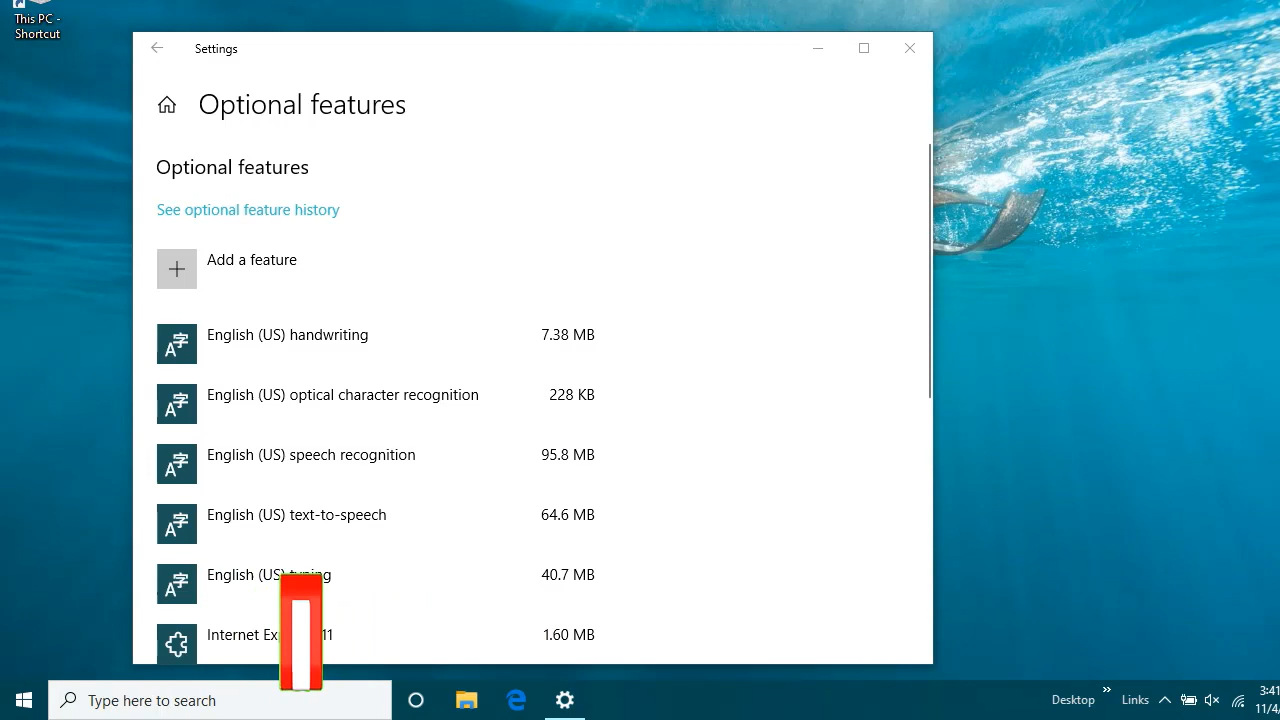 This PC -
Shortcut
Settings
Optional features
Optional features
See optional feature history
Add a feature
English (US) handwriting 7.38 MB
English (US) optical character recognition 228 KB
English (US) speech recognition 95.8 MB
English (US) text-to-speech 64.6 MB
English (US) typing 40.7 MB
Internet 11 1.60 MB
Type here to search
Desktop
Links
3:41
11/4/